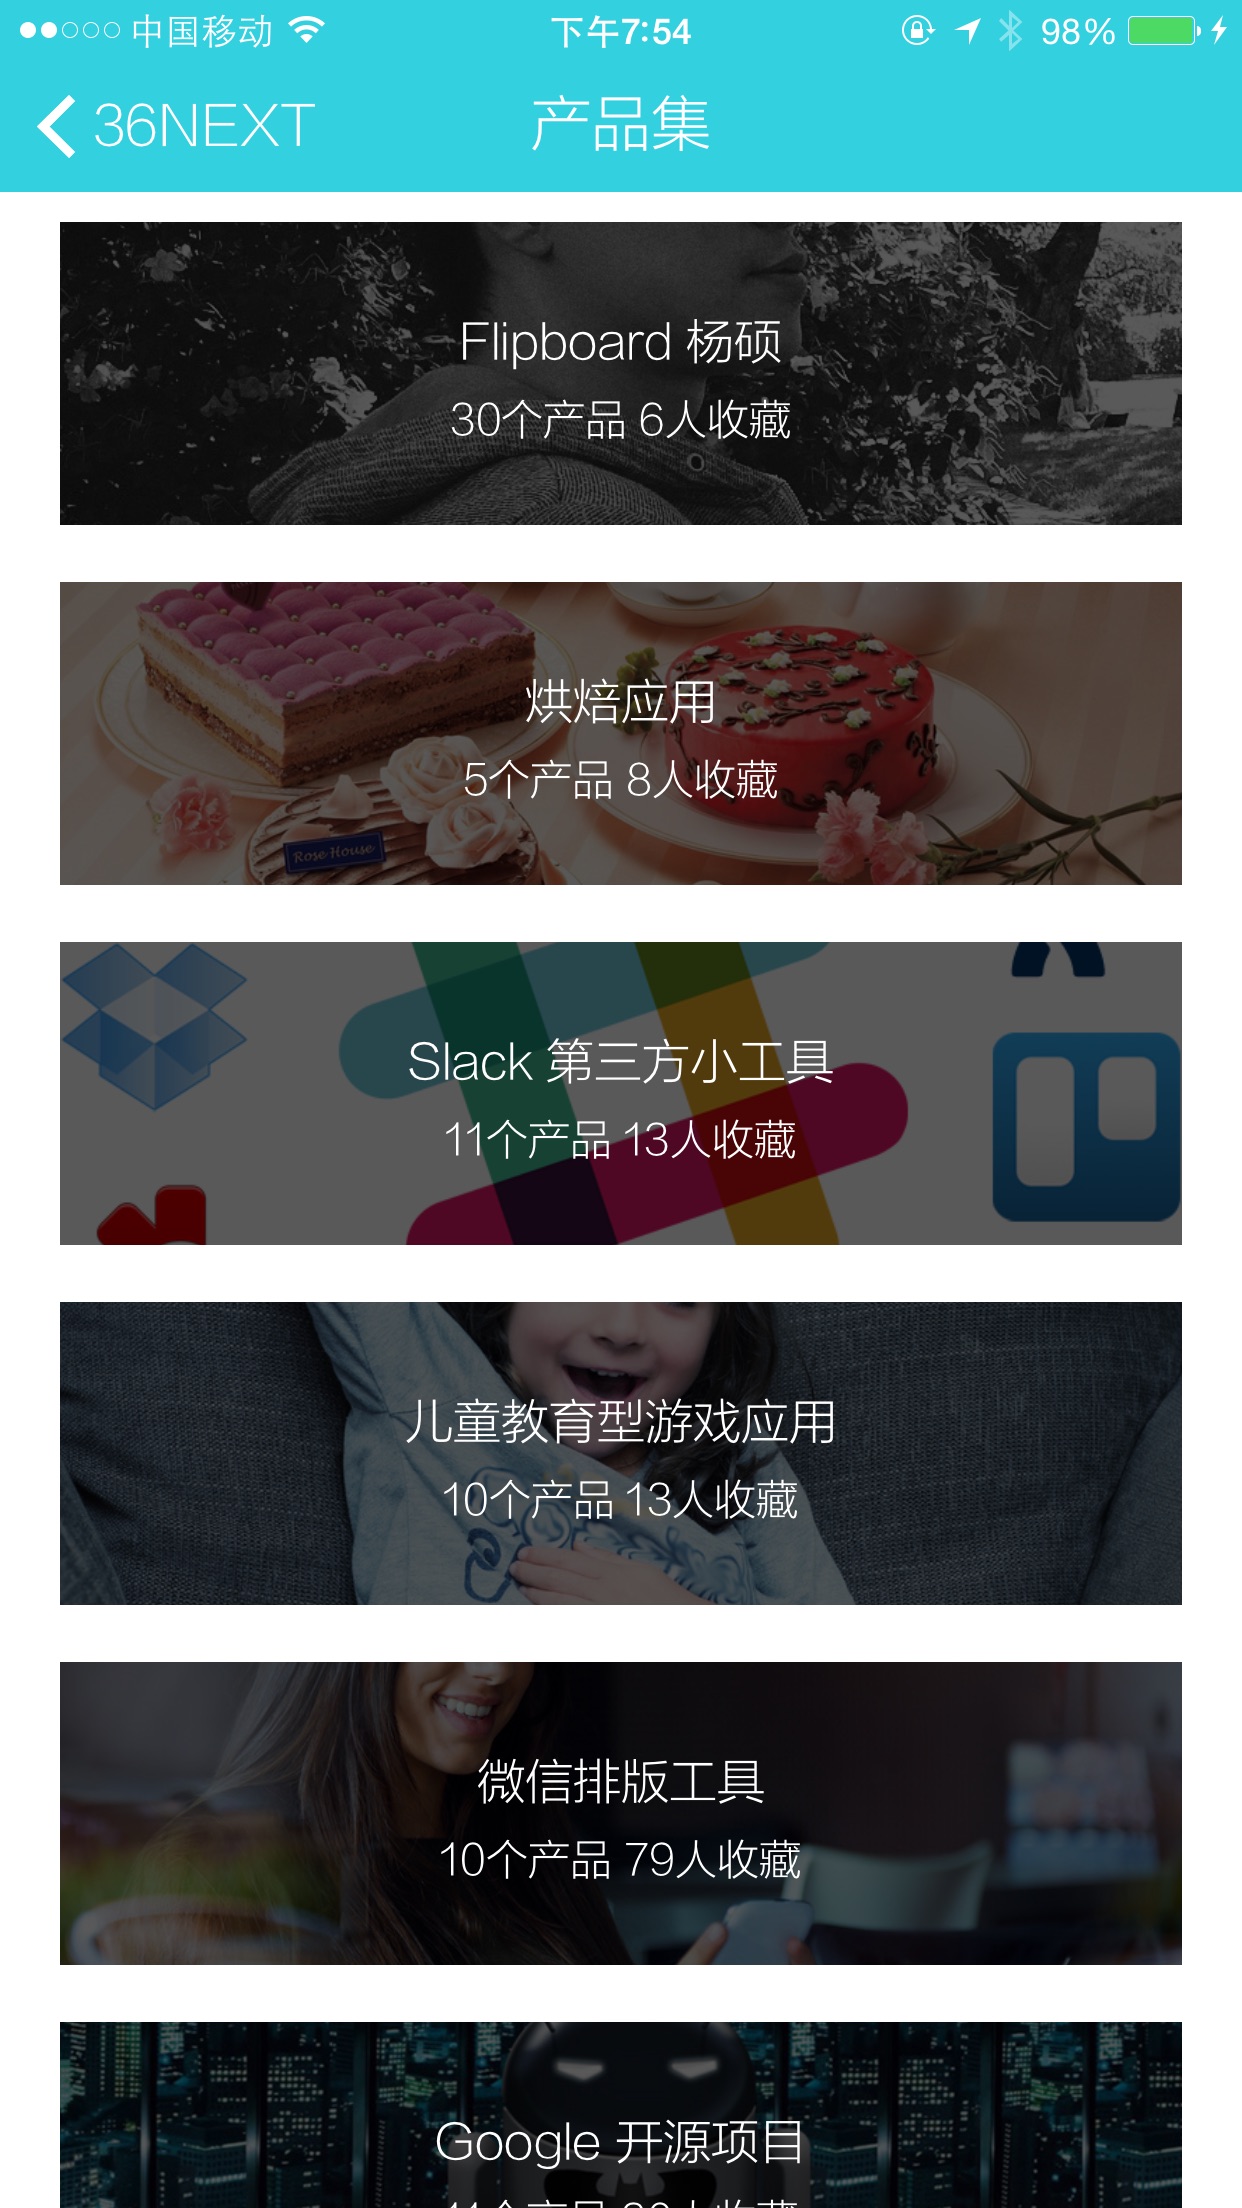 中国移动 下午7:54 98%
36NEXT 产品集
Flipboard 杨硕
30个产品 6人收藏
烘焙应用
5个产品 8人收藏
Rose House
Slack 第三方小工具
11个产品 13人收藏
儿童教育型游戏应用
10个产品 13人收藏
微信排版工具
10个产品 79人收藏
Google 开源项目